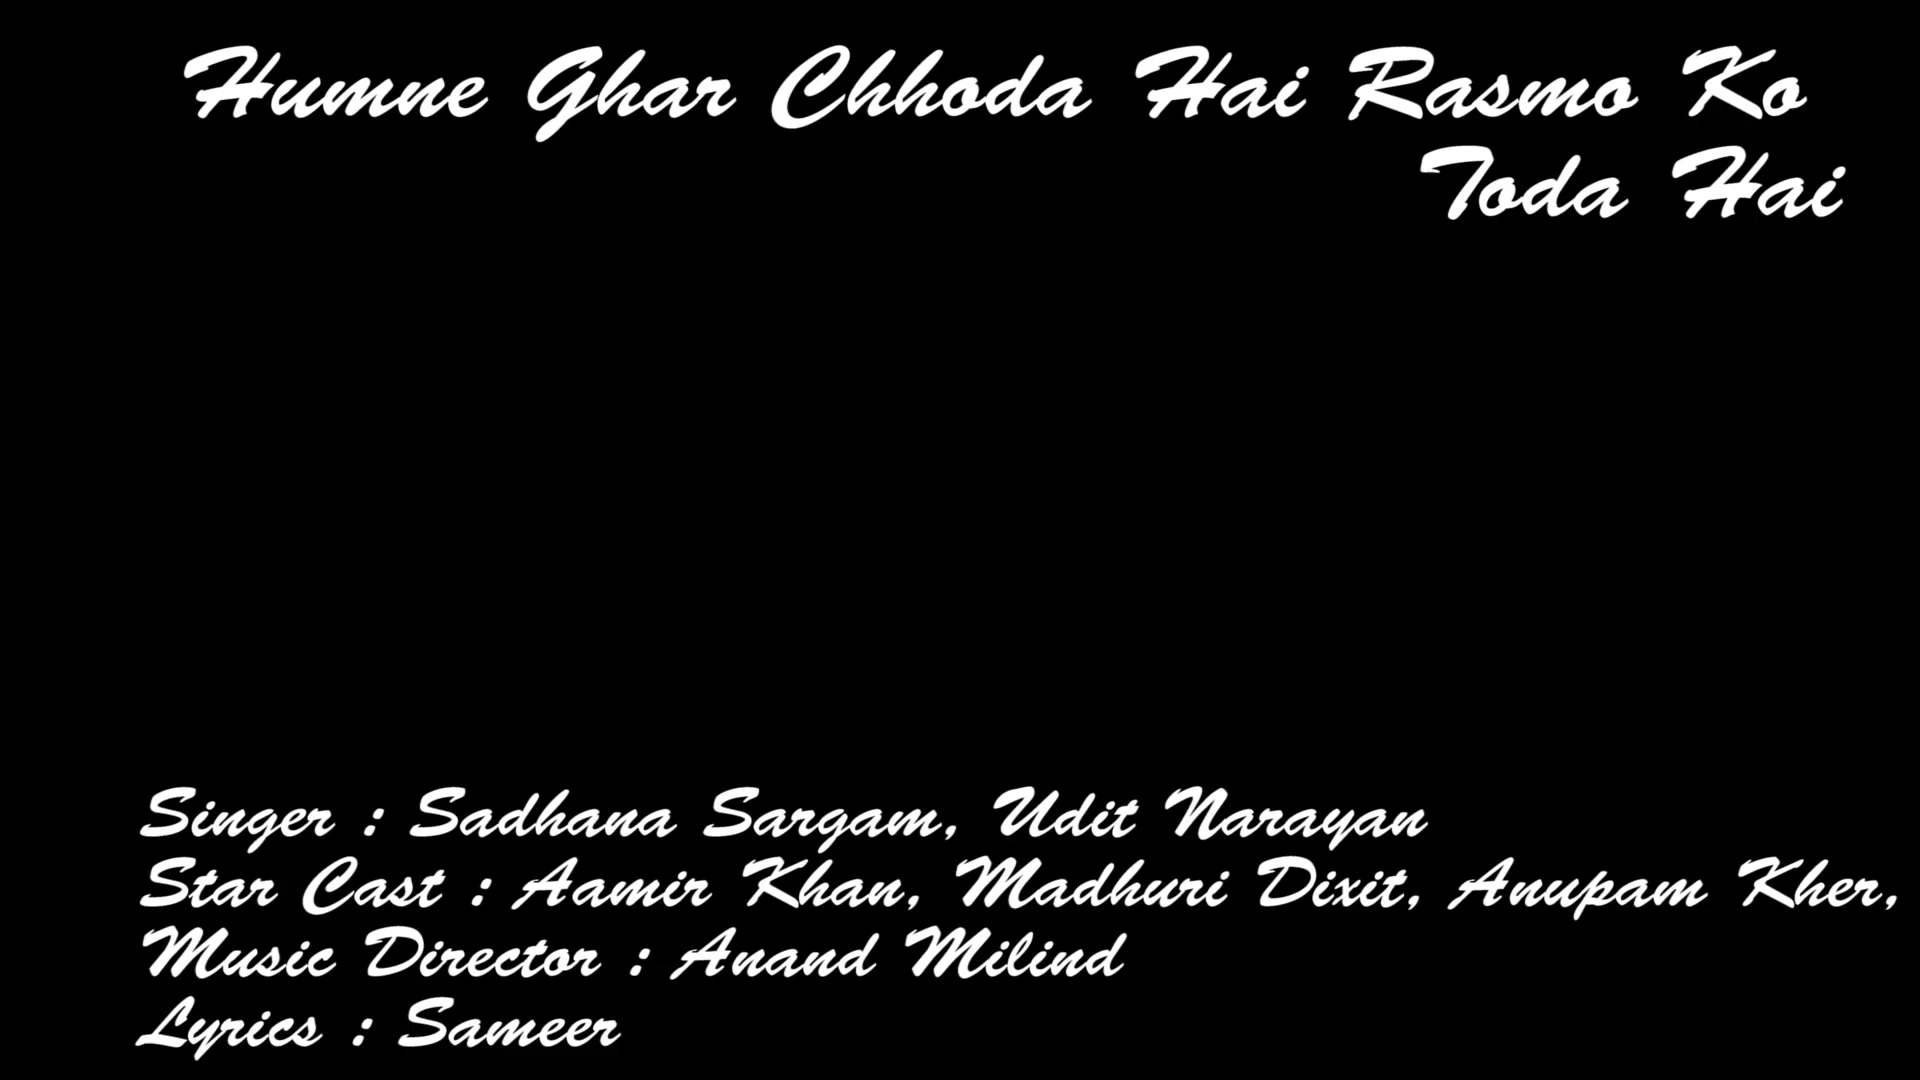 Humne Ghar Chhoda Hai Rasmo Ko
Toda Hai
Singer : Sadhana Sargam, Udit Narayan
Star Cast : Aamir Khan, Madhuri Dixit, Anupam Kher,
Music Director : Anand Milind
Lyrics : Sameer